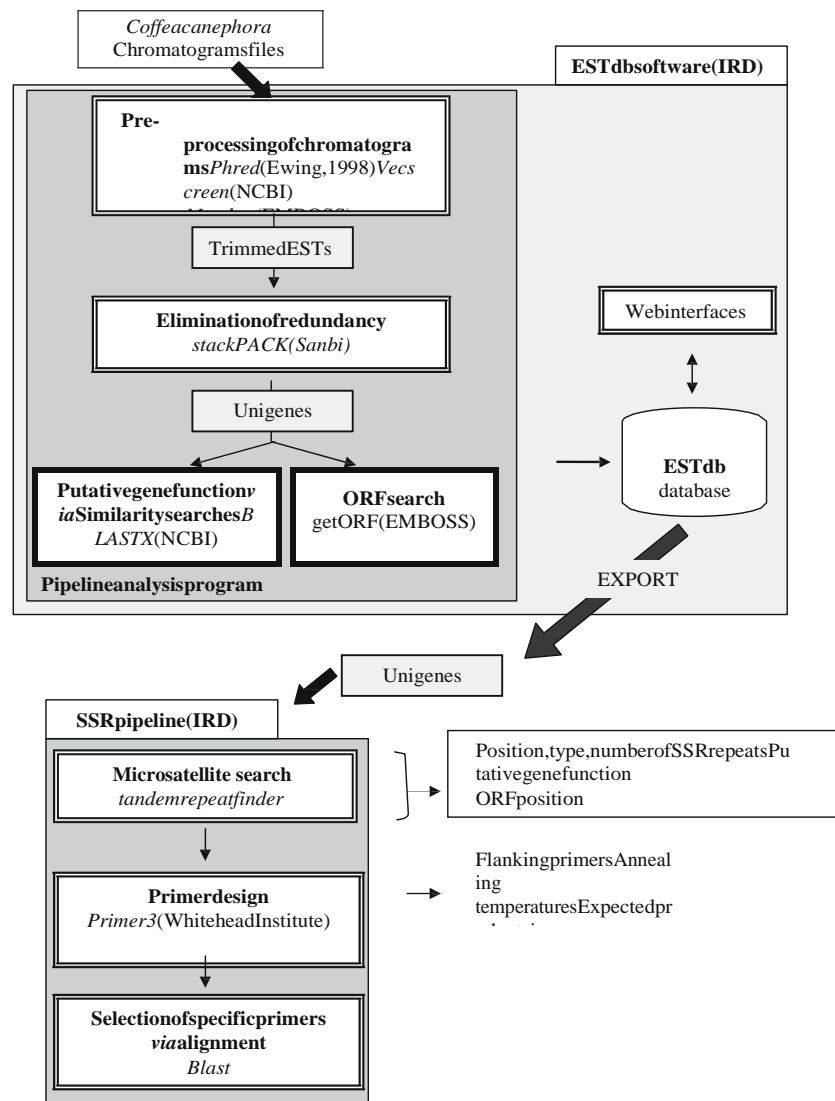 Coffeacanephora
Chromatogramsfiles
ESTdbsoftware(IRD)
Pre-
processingofchromatogra
msPhred(Ewing,1998)Vecs
creen(NCBI)
(EMBOSS)
TrimmedESTs
Eliminationofredundancy
stackPACK(Sanbi)
Webinterfaces
Unigenes
ESTdb
database
Putativegenefunctionv
iaSimilaritysearchesB
LASTX(NCBI)
ORFsearch
getORF(EMBOSS)
Pipelineanalysisprogram
EXPORT
Unigenes
SSRpipeline(IRD)
Microsatellite search
tandemrepeatfinder
Position,type,numberofSSRrepeatsPu
tativegenefunction
ORFposition
Primerdesign
Primer3(WhiteheadInstitute)
FlankingprimersAnneal
ing
temperaturesExpectedpr
Selectionofspecificprimers
viaalignment
Blast